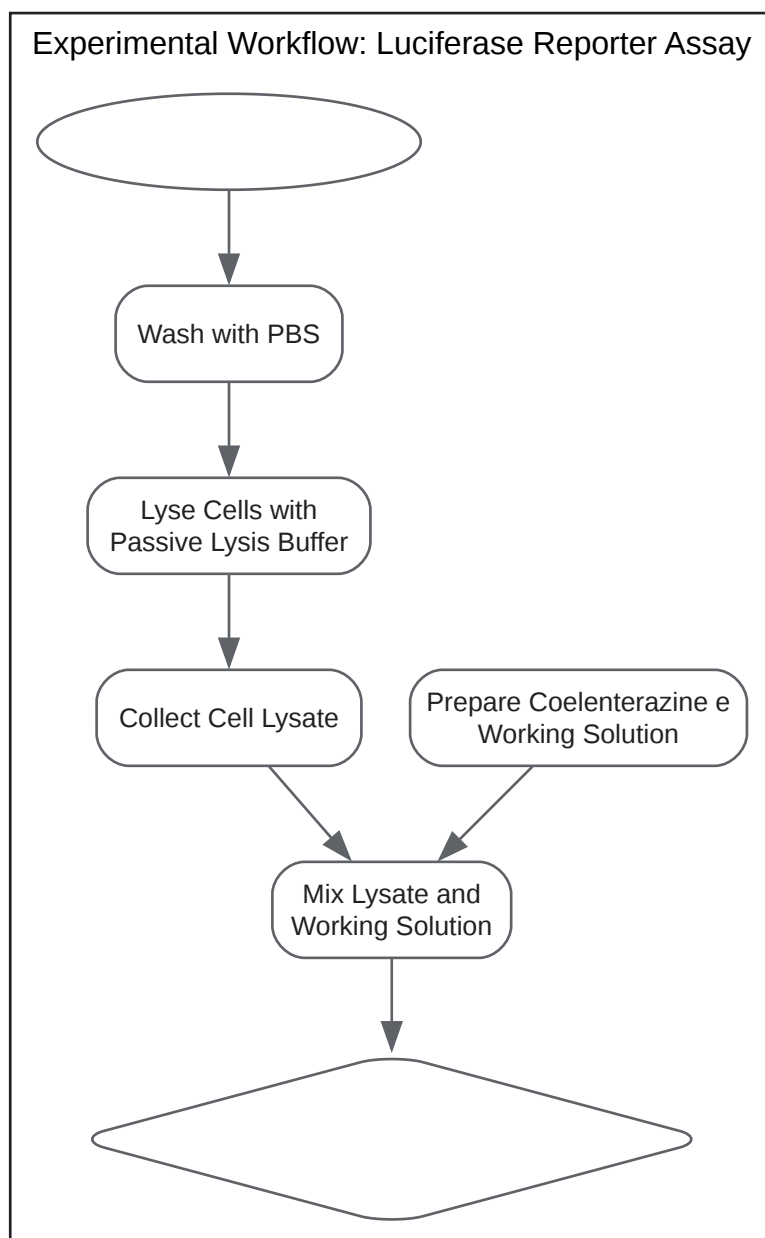 Experimental Workflow: Luciferase Reporter Assay
Wash with PBS
Lyse Cells with
Passive Lysis Buffer
Collect Cell Lysate
Prepare Coelenterazine e
Working Solution
Mix Lysate and
Working Solution